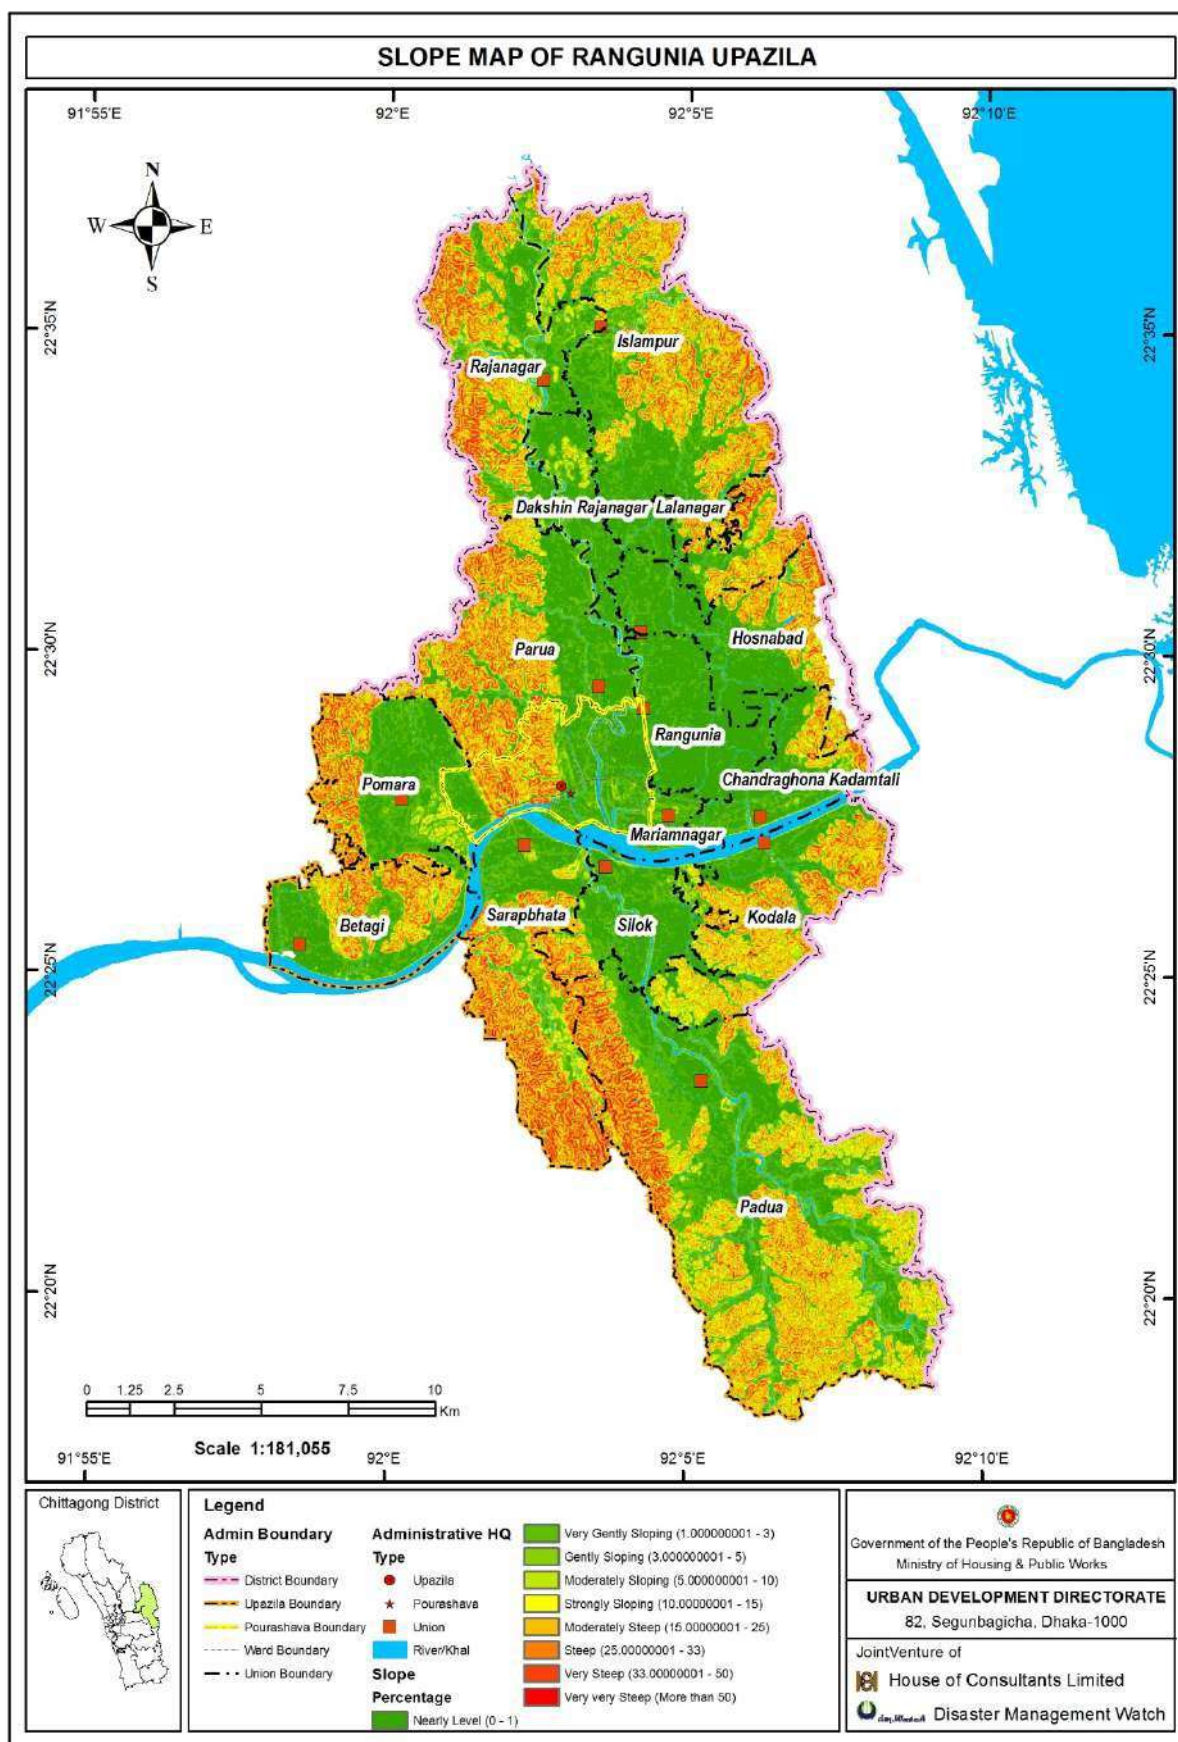 SLOPE MAP OF RANGUNIA UPAZILA
91°55'E 92°E 92°5'E 92°10'E
N
W E
S
22°35'N 22°35'N
Islampur
Rajanagar
Dakshin Rajanagar Lalanagar
22°30'N 22°30'N
Parua Hosnabad
Rangunia
Pomara Chandraghona Kadamtali
Mariamnagar
Betagi Sarapbhata Silok Kodala
22°25'N 22°25'N
Padua
22°20'N 22°20'N
0 1.25 2.5 5 7.5 10
Km
Scale 1:181,055
91°55'E 92°E 92°5'E 92°10'E
Chittagong District
Legend
Admin Boundary
Type
District Boundary
Upazila Boundary
Pourashava Boundary
Ward Boundary
Union Boundary
Administrative HQ
Type
Upazila
Pourashava
Union
River/Khal
Slope
Percentage
Nearly Level (0 - 1)
Very Gently Sloping (1.000000001 - 3)
Gently Sloping (3.000000001 - 5)
Moderately Sloping (5.000000001 - 10)
Strongly Sloping (10.00000001 - 15)
Moderately Steep (15.00000001 - 25)
Steep (25.00000001 - 33)
Very Steep (33.00000001 - 50)
Very very Steep (More than 50)
Government of the People's Republic of Bangladesh
Ministry of Housing & Public Works
URBAN DEVELOPMENT DIRECTORATE
82, Segunbagicha, Dhaka-1000
JointVenture of
House of Consultants Limited
Disaster Management Watch